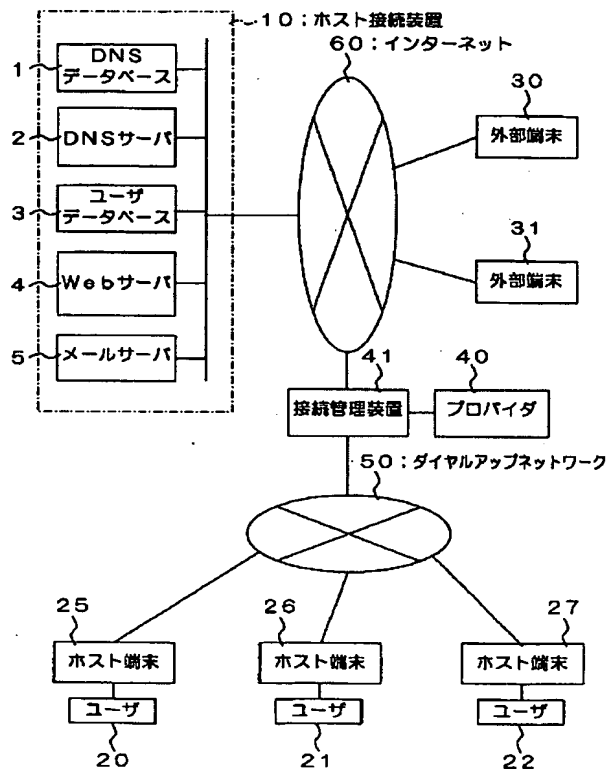 10：ホスト接続装置
1
DNS
データベース
2
DNSサーバ
3
ユーザ
データベース
4
Webサーバ
5
メールサーバ
60：インターネット
30
外部端末
31
外部端末
41
接続管理装置
40
プロバイダ
50：ダイヤルアップネットワーク
25
ホスト端末
ユーザ
20
26
ホスト端末
ユーザ
21
27
ホスト端末
ユーザ
22